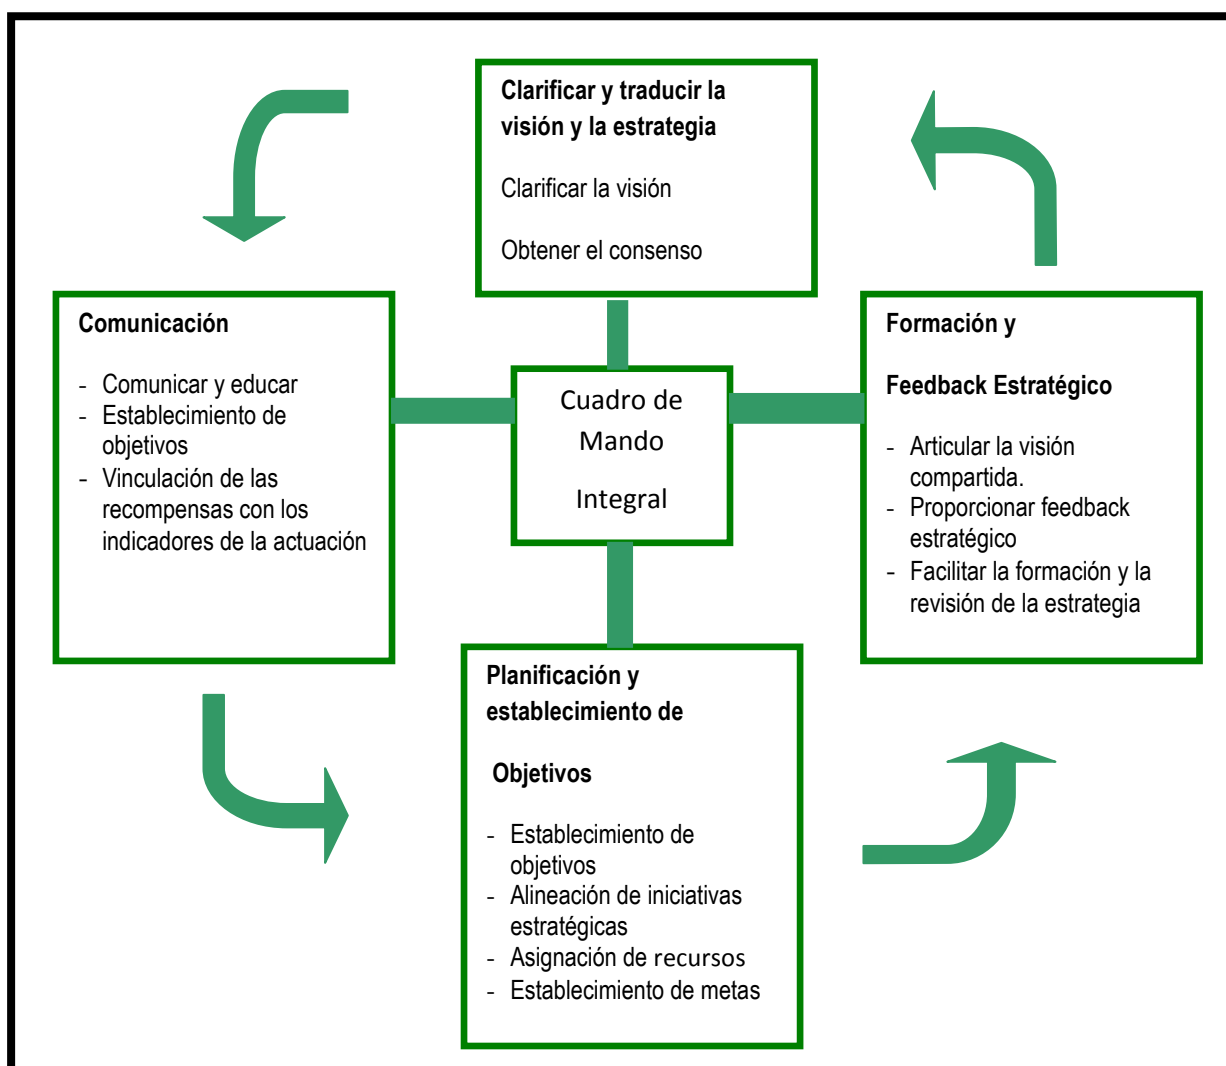 Clarificar y traducir la
visión y la estrategia
Clarificar la visión
Obtener el consenso
Comunicación
- Comunicar y educar
- Establecimiento de
objetivos
- Vinculación de las
recompensas con los
indicadores de la actuación
Cuadro de
Mando
Integral
Formación y
Feedback Estratégico
- Articular la visión
compartida.
- Proporcionar feedback
estratégico
- Facilitar la formación y la
revisión de la estrategia
Planificación y
establecimiento de
Objetivos
- Establecimiento de
objetivos
- Alineación de iniciativas
estratégicas
- Asignación de recursos
- Establecimiento de metas